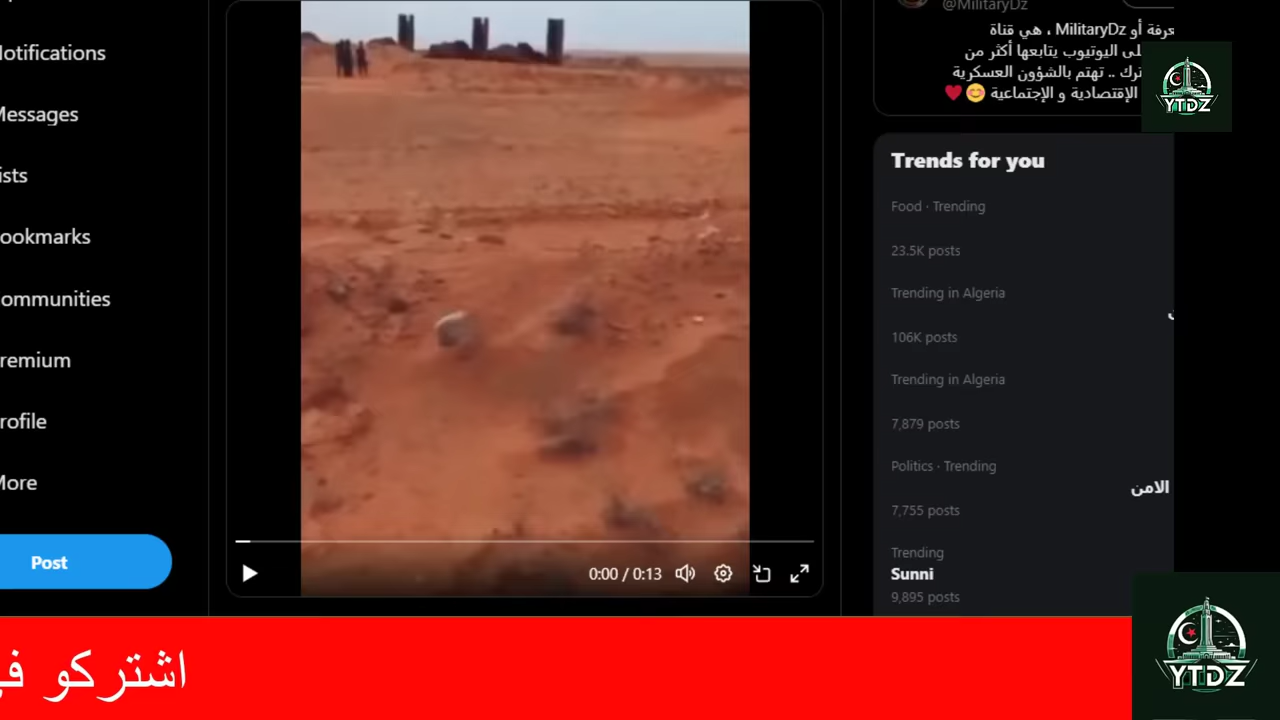 Notifications
Messages
ists
ookmarks
ommunities
remium
rofile
More
Post
0:00 / 0:13
@MilitaryDz
عرفة أو MilitaryDz ، هي قناة
لى اليوتيوب يتابعها أكثر من
ترك .. تهتم بالشؤون العسكرية
الإقتصادية و الإجتماعية
YTDZ
Trends for you
Food · Trending
23.5K posts
Trending in Algeria
106K posts
Trending in Algeria
7,879 posts
Politics · Trending
الامن
7,755 posts
Trending
Sunni
9,895 posts
اشتركو في
YTDZ